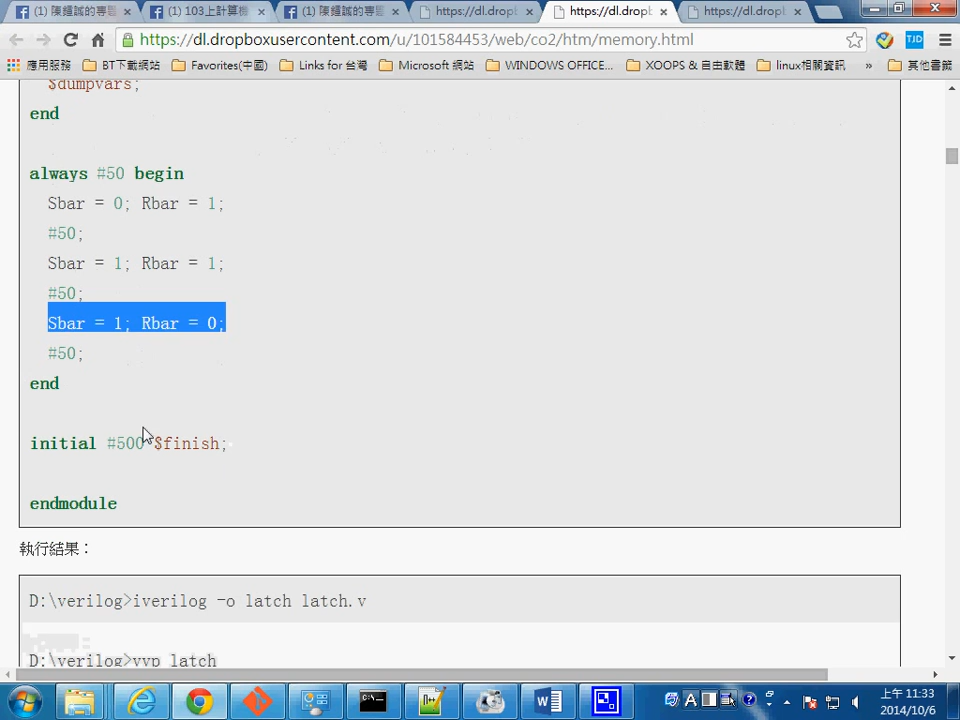 (1) 陳鍾誠的專
(1) 103上計算機
(1) 陳鍾誠的專
https://dl.dropb
https://dl.dropb
https://dl.dropb
https://dl.dropboxusercontent.com/u/101584453/web/co2/htm/memory.html
TJD
應用服務 BT下載網站 Favorites(中國) Links for 台灣 Microsoft 網站 WINDOWS OFFICE... XOOPS & 自由軟體 linux相關資訊 » 其他書籤
$dumpvars;
end
always #50 begin
Sbar = 0; Rbar = 1;
#50;
Sbar = 1; Rbar = 1;
#50;
Sbar = 1; Rbar = 0;
#50;
end
initial #500 $finish;
endmodule
執行結果：
D:\verilog>iverilog -o latch latch.v
D:\verilog>vvp latch
上午 11:33
2014/10/6